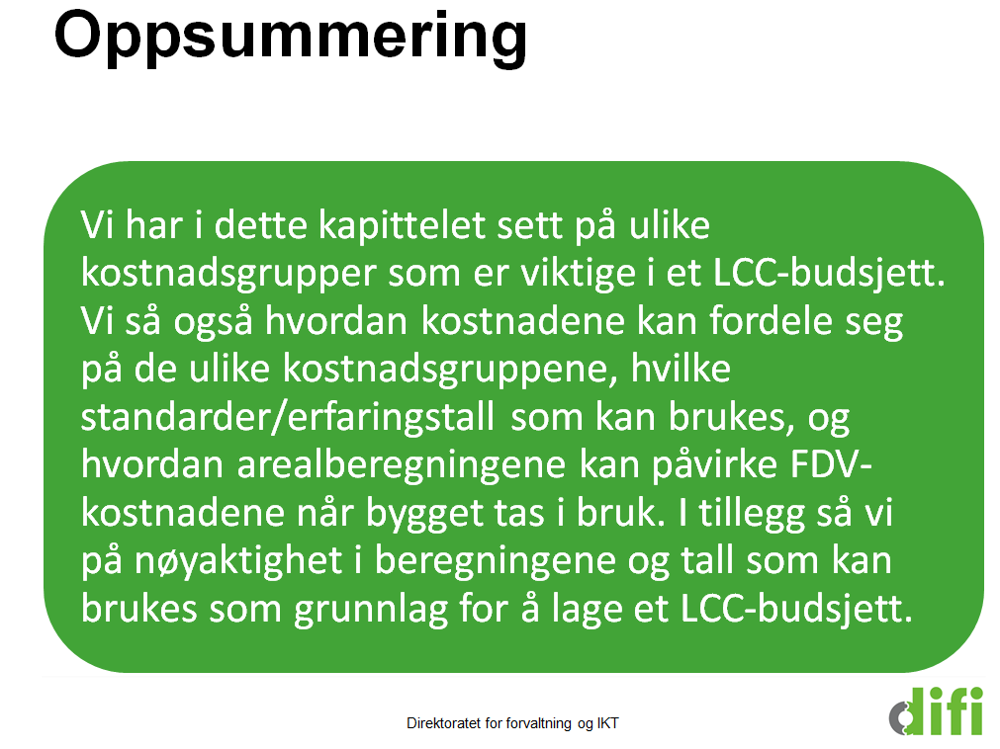 Oppsummering
Vi har i dette kapittelet sett på ulike
kostnadsgrupper som er viktige i et LCC-budsjett.
Vi så også hvordan kostnadene kan fordele seg
på de ulike kostnadsgruppene, hvilke
standarder/erfaringstall som kan brukes, og
hvordan arealberegningene kan påvirke FDV-
kostnadene når bygget tas i bruk. I tillegg så vi
på nøyaktighet i beregningene og tall som kan
brukes som grunnlag for å lage et LCC-budsjett.
Direktoratet for forvaltning og IKT
difi